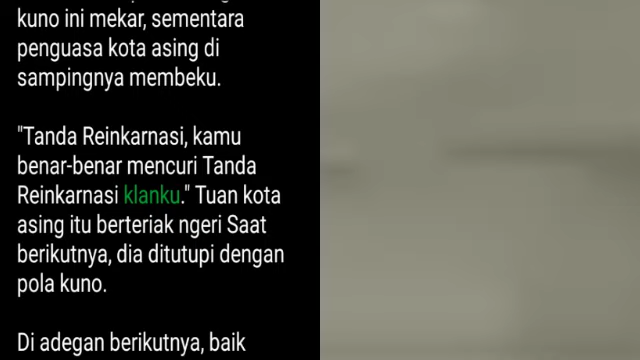 kuno ini mekar, sementara
penguasa kota asing di
sampingnya membeku.
"Tanda Reinkarnasi, kamu
benar-benar mencuri Tanda
Reinkarnasi klanku." Tuan kota
asing itu berteriak ngeri Saat
berikutnya, dia ditutupi dengan
pola kuno.
Di adegan berikutnya, baik